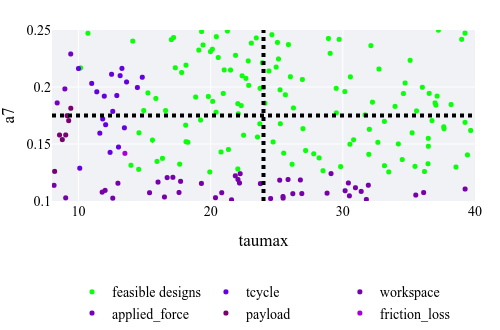 0.25
0.2
0.15
0.1
a7
10 20 30 40
taumax
feasible designs tcycle workspace
applied_force payload friction_loss